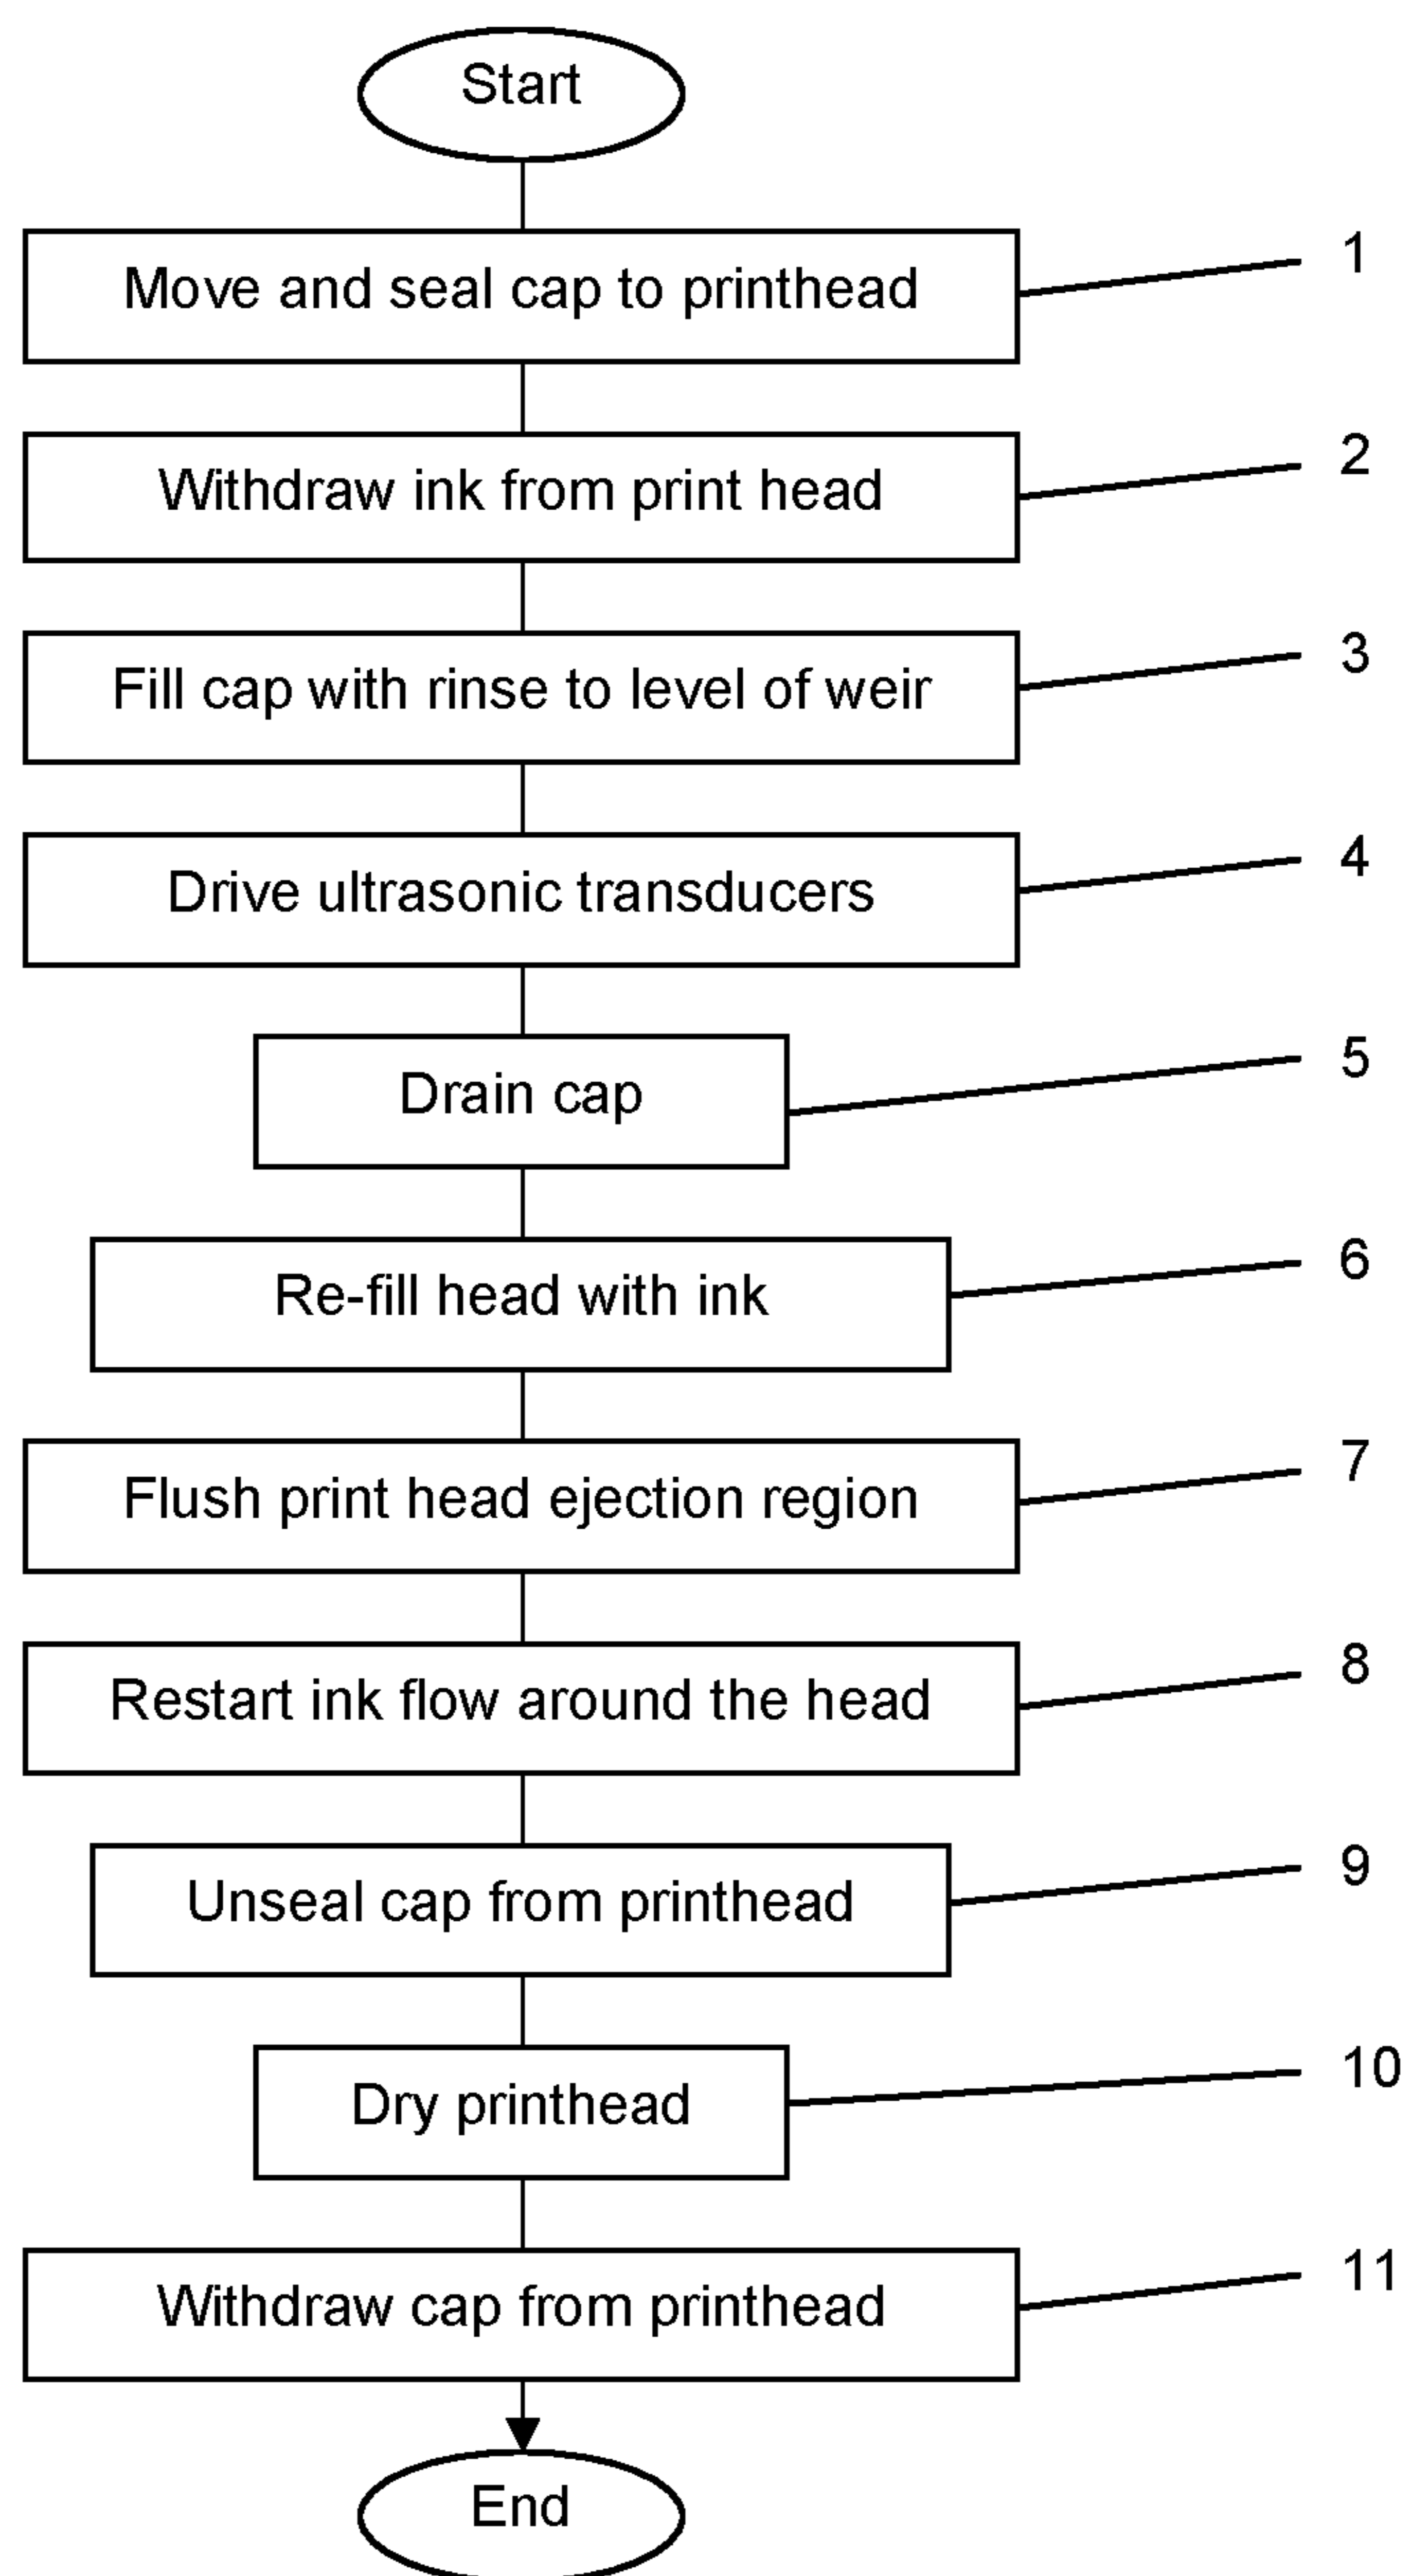 Start
Move and seal cap to printhead
1
Withdraw ink from print head
2
Fill cap with rinse to level of weir
3
Drive ultrasonic transducers
4
Drain cap
5
Re-fill head with ink
6
Flush print head ejection region
7
Restart ink flow around the head
8
Unseal cap from printhead
9
Dry printhead
10
Withdraw cap from printhead
11
End